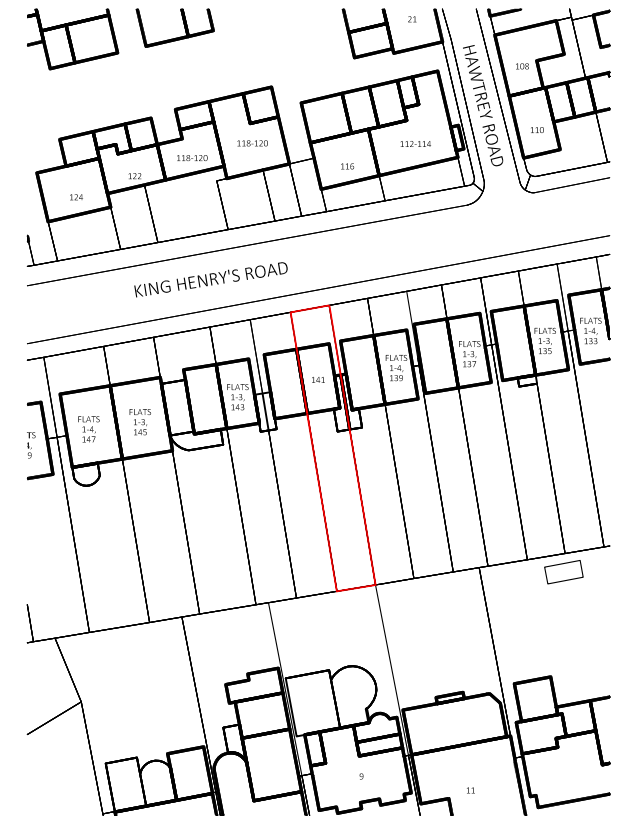 21
HAWTREY ROAD
108
110
118-120
112-114
118-120
116
122
124
KING HENRY'S ROAD
FLATS
1-4,
133
FLATS
1-3,
135
FLATS
1-3,
137
FLATS
1-4,
139
141
FLATS
1-3,
143
FLATS
1-3,
145
FLATS
1-4,
147
TS
9
9
11